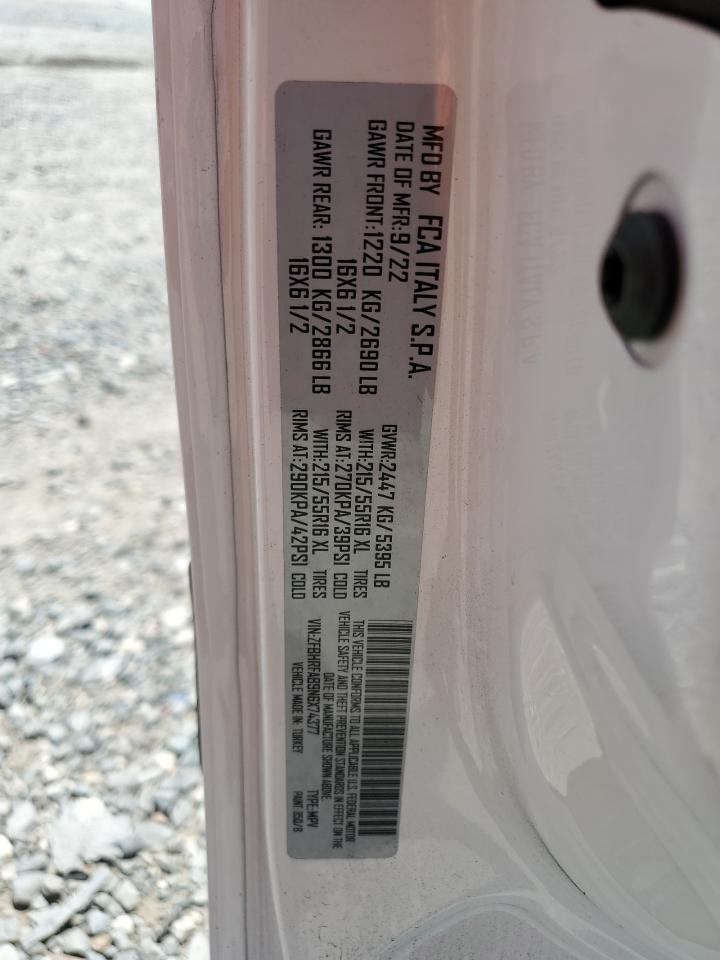 MFD BY FCA ITALY S.P.A.
DATE OF MFR:9/22 GVWR:2447 KG/5395 LB
GAWR FRONT:1220 KG/2690 LB WITH:215/55R16 XL TIRES
16X6 1/2 RIMS AT:270KPA/39PSI COLD
GAWR REAR: 1300 KG/2866 LB WITH:215/55R16 XL TIRES
16X6 1/2 RIMS AT:290KPA/42PSI COLD
THIS VEHICLE CONFORMS TO ALL APPLICABLE U.S. FEDERAL MOTOR
VEHICLE SAFETY AND THEFT PREVENTION STANDARDS IN EFFECT ON THE
DATE OF MANUFACTURE SHOWN ABOVE.
VIN:ZFBHRFAB9N6X74377 TYPE:MPV
VEHICLE MADE IN: TURKEY PAINT:850/B